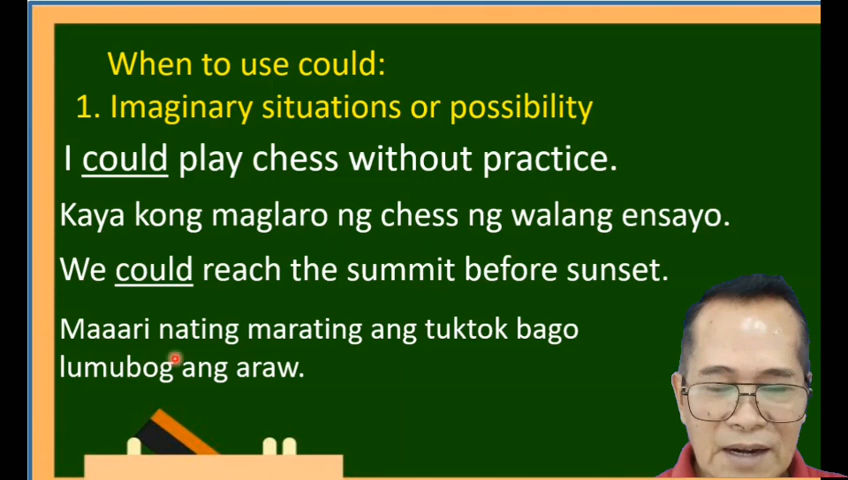 When to use could:
1. Imaginary situations or possibility
I could play chess without practice.
Kaya kong maglaro ng chess ng walang ensayo.
We could reach the summit before sunset.
Maaari nating marating ang tuktok bago
lumubog ang araw.